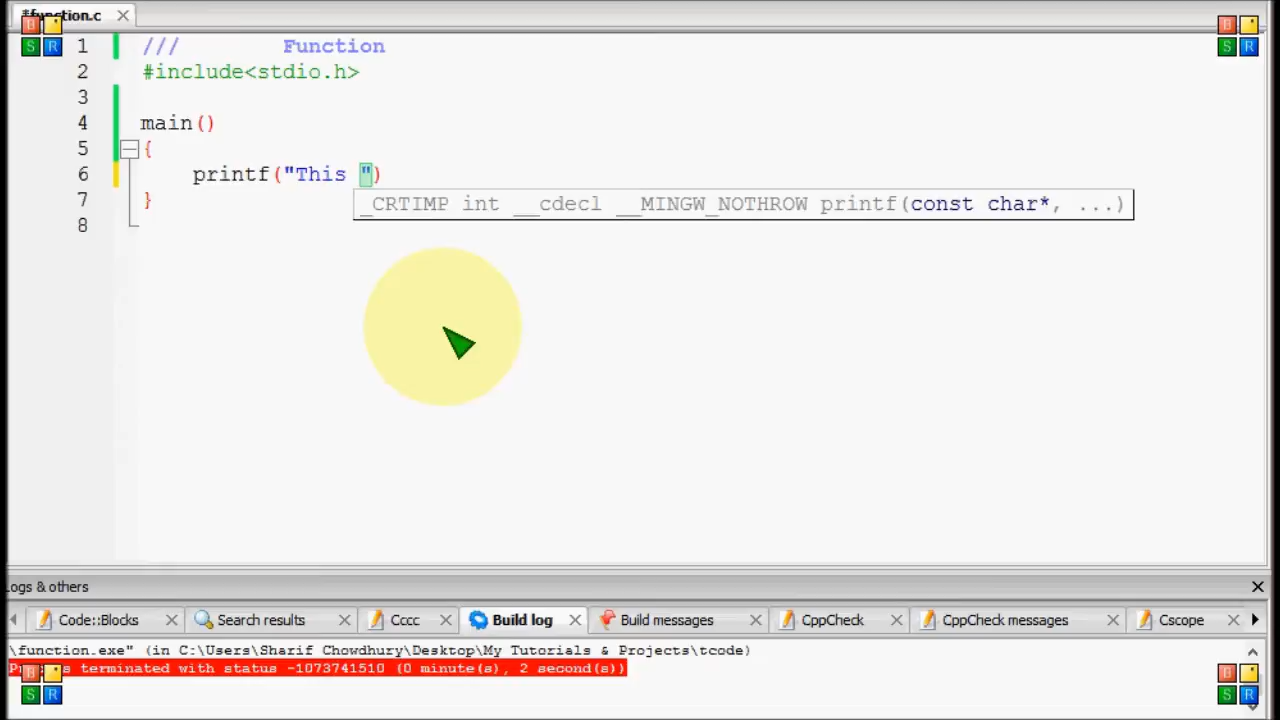 *function.c
1 /// Function
2 #include<stdio.h>
3
4 main()
5 {
6 printf("This ")
_CRTIMP int __cdecl __MINGW_NOTHROW printf(const char*, ...)
7 }
8
Logs & others
Code::Blocks Search results Cccc Build log Build messages CppCheck CppCheck messages Cscope
\function.exe" (in C:\Users\Sharif Chowdhury\Desktop\My Tutorials & Projects\tcode)
terminated with status -1073741510 (0 minute(s), 2 second(s))
B
S R
B
S R
B
S R
B
S R